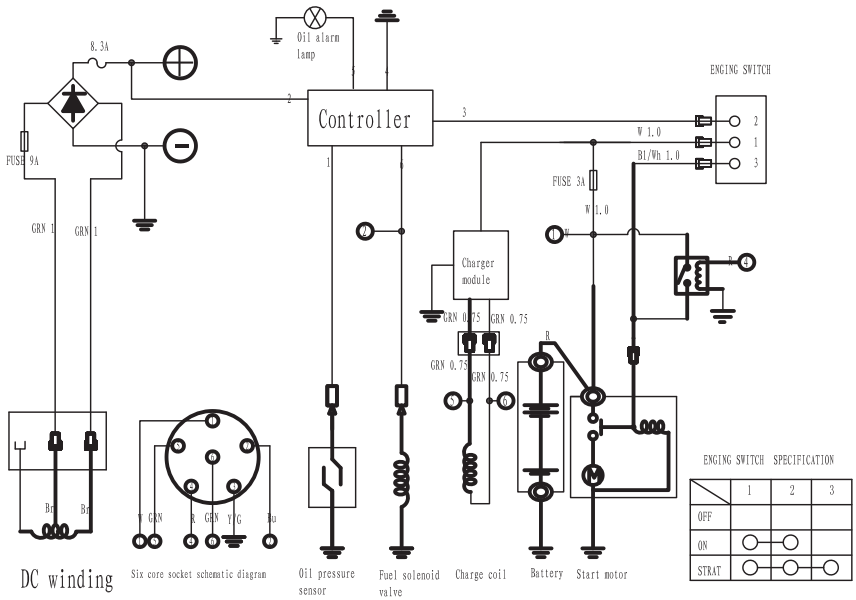 8.3A
FUSE 9A
GRN 1
GRN 1
Br
Br
DC winding
Oil alarm
lamp
5
4
2
Controller
3
1
6
2
ENGING SWITCH
2
W 1.0
1
Bl/Wh 1.0
3
FUSE 3A
W 1.0
1
W
R
4
Charger
module
GRN 0.75
GRN 0.75
GRN 0.75
GRN 0.75
5
6
R
M
W
GRN
R
GRN
Y/G
Bu
Six core socket schematic diagram
Oil pressure
sensor
Fuel solenoid
valve
Charge coil
Battery
Start motor
ENGING SWITCH SPECIFICATION
1 2 3
OFF
ON
STRAT